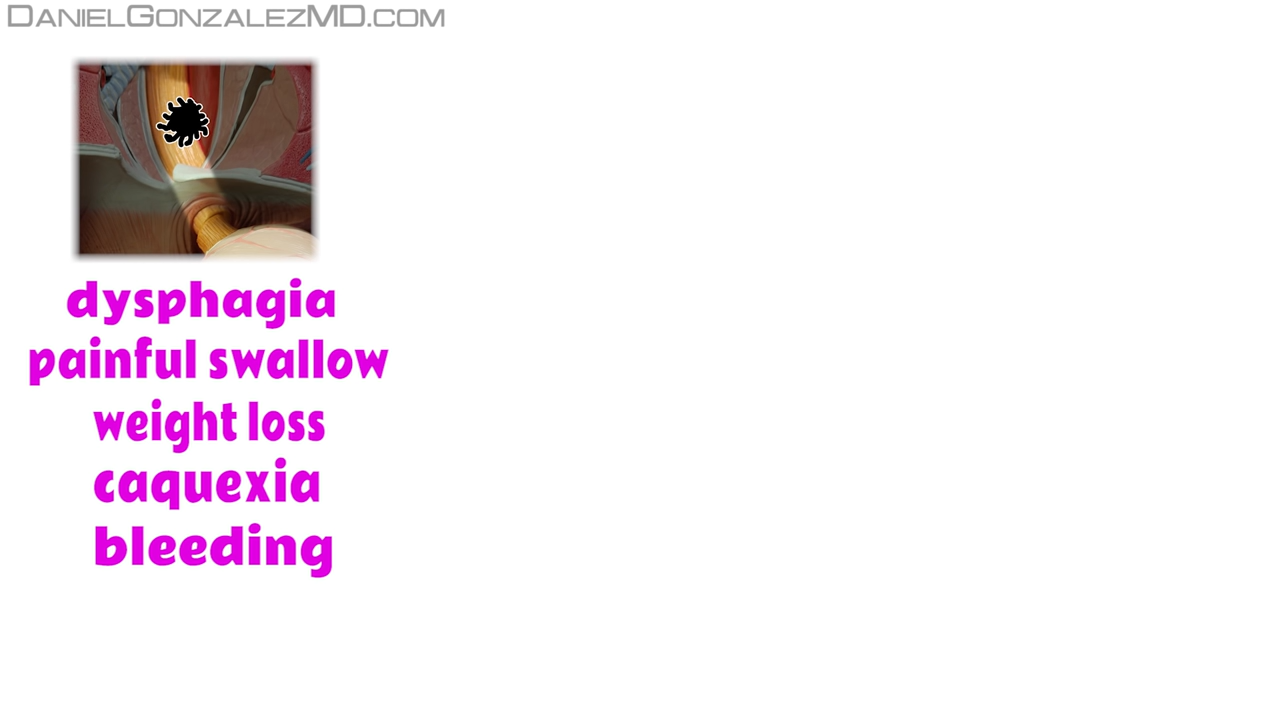 DanielGonzalezMD.com
dysphagia
painful swallow
weight loss
caquexia
bleeding